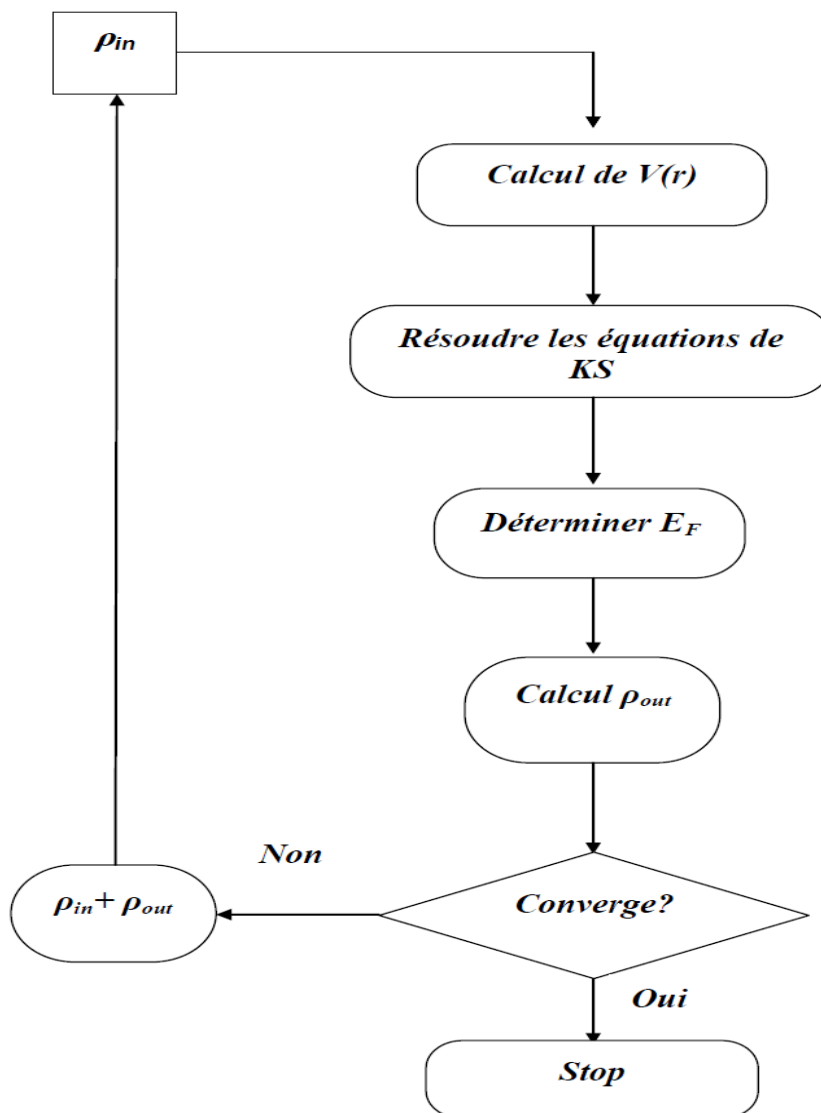 ρin
Calcul de V(r)
Résoudre les équations de
KS
Déterminer EF
Calcul ρout
Non
ρin+ ρout
Converge?
Oui
Stop